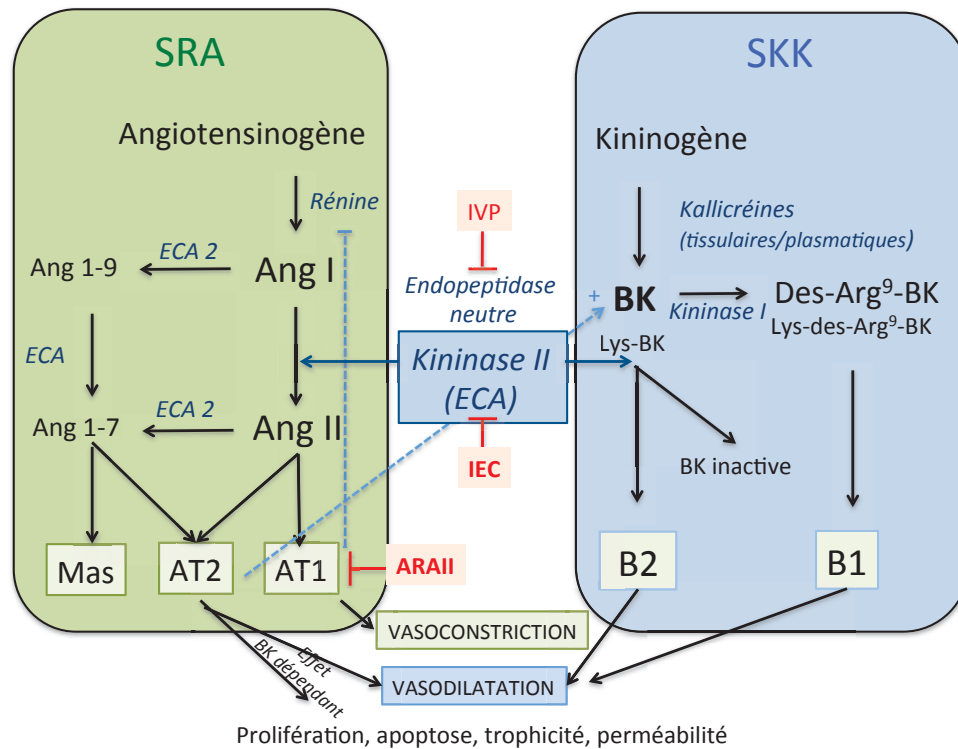 SRA
SKK
Angiotensinogène
Kininogène
Rénine
IVP
Kallicréines
(tissulaires/plasmatiques)
Ang 1-9
ECA 2
Ang I
Endopeptidase
neutre
+
BK
Kininase I
Des-Arg⁹-BK
Lys-des-Arg⁹-BK
Lys-BK
Kininase II
(ECA)
ECA
Ang 1-7
ECA 2
Ang II
IEC
BK inactive
Mas
AT2
AT1
ARAII
B2
B1
VASOCONSTRICTION
Effet
BK dépendant
VASODILATATION
Prolifération, apoptose, trophicité, perméabilité